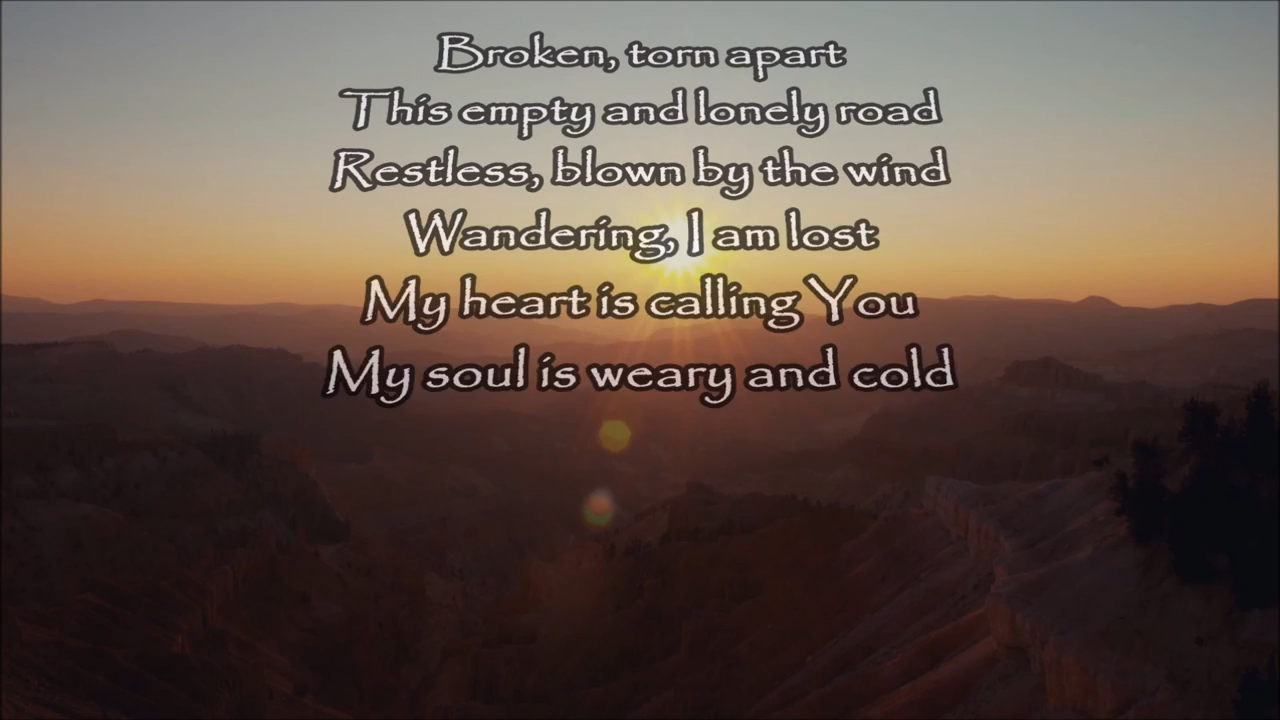 Broken, torn apart
This empty and lonely road
Restless, blown by the wind
Wandering, I am lost
My heart is calling You
My soul is weary and cold